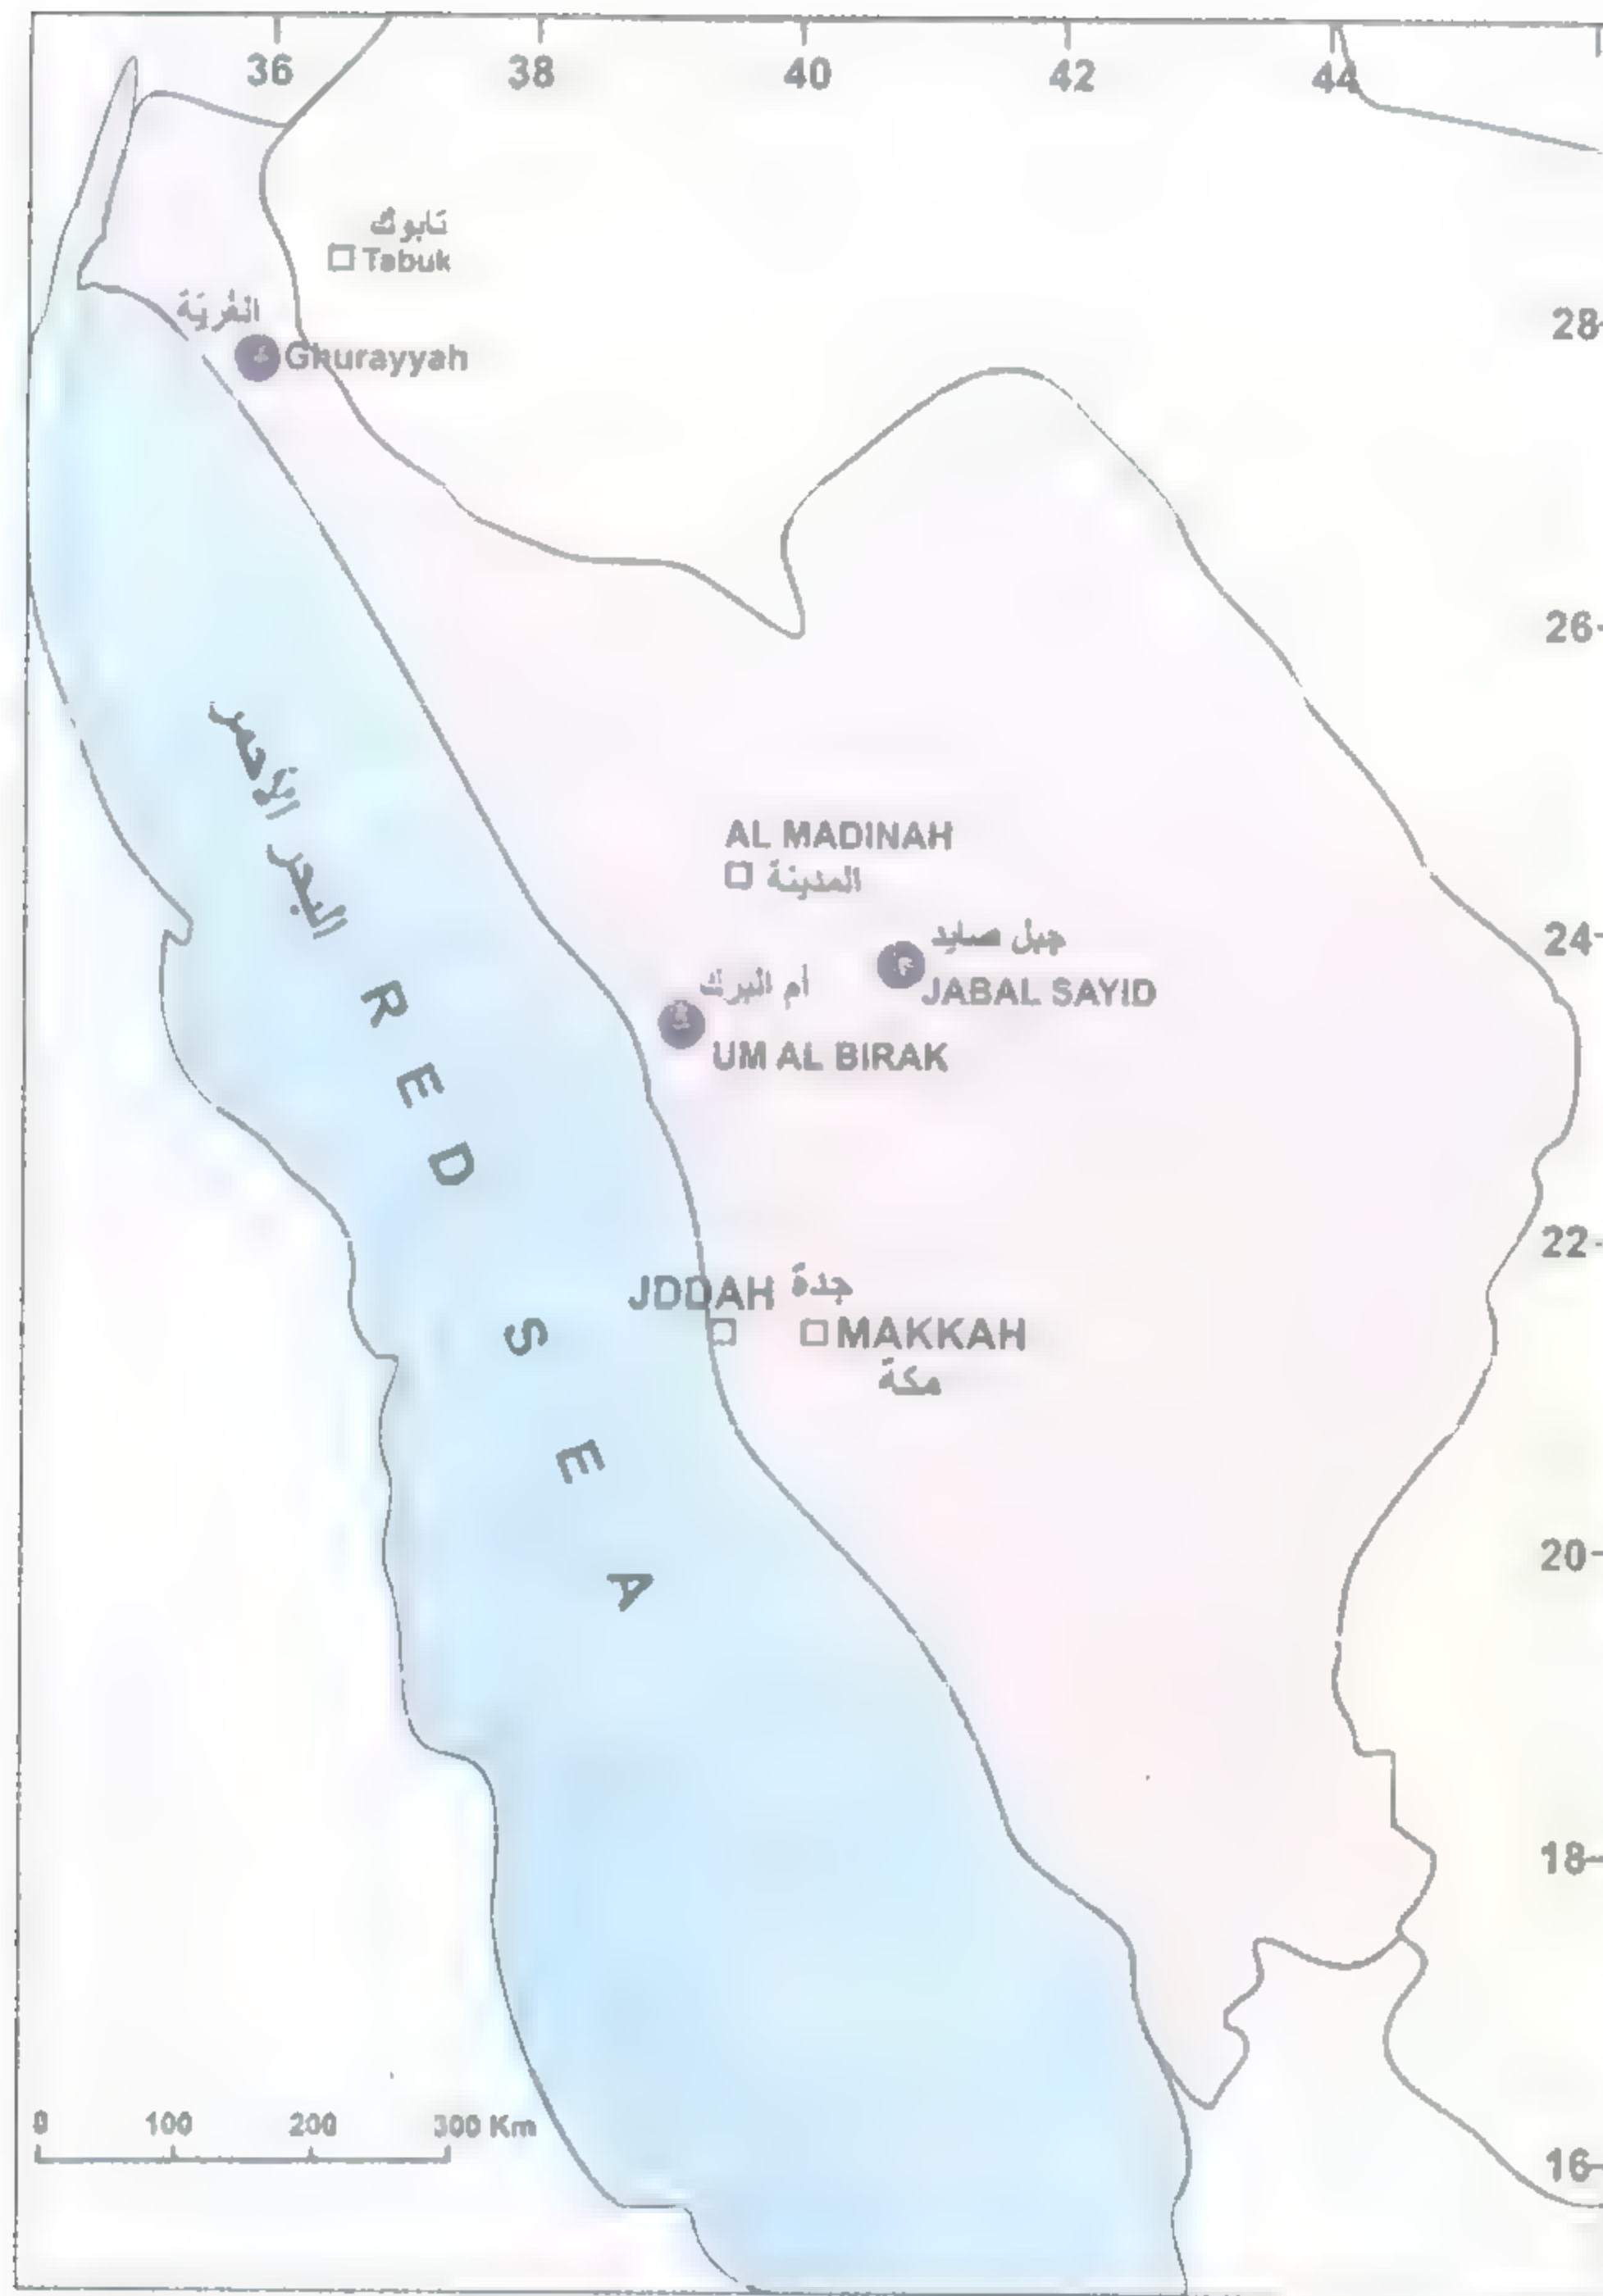 36 38 40 42 44
تابوك
Tabuk
28
القرية
Ghurayyah
26
AL MADINAH
المدينة
24
جبل صايد
JABAL SAYID
أم البرك
UM AL BIRAK
البحر الأحمر
RED SEA
22
JDDAH جدة
MAKKAH
مكة
20
18
0 100 200 300 Km
16